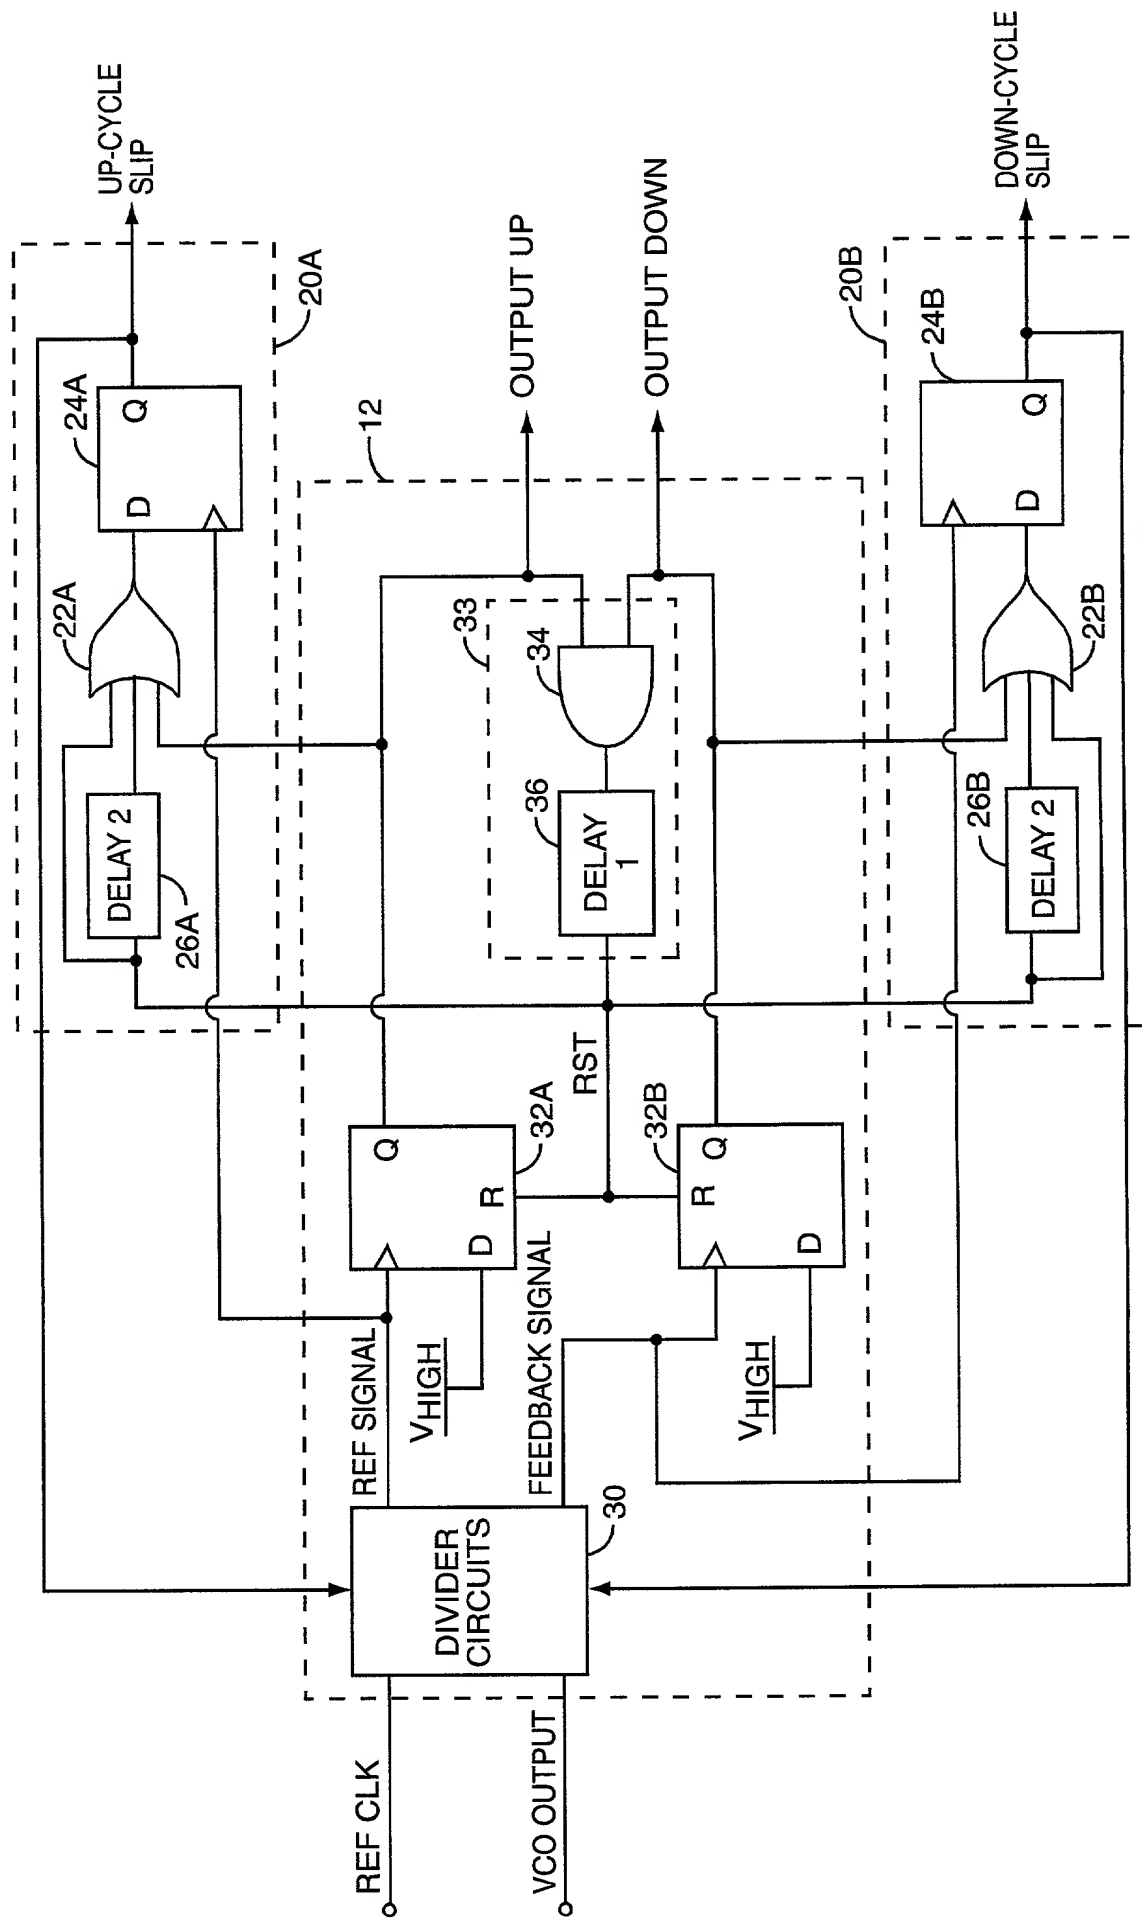 UP-CYCLE
SLIP
20A
24A
D
Q
22A
DELAY 2
26A
OUTPUT UP
OUTPUT DOWN
12
33
34
36
DELAY
1
RST
32A
Q
R
D
32B
Q
R
D
REF SIGNAL
VHIGH
FEEDBACK SIGNAL
VHIGH
DIVIDER
CIRCUITS
30
REF CLK
VCO OUTPUT
DOWN-CYCLE
SLIP
20B
24B
D
Q
22B
DELAY 2
26B